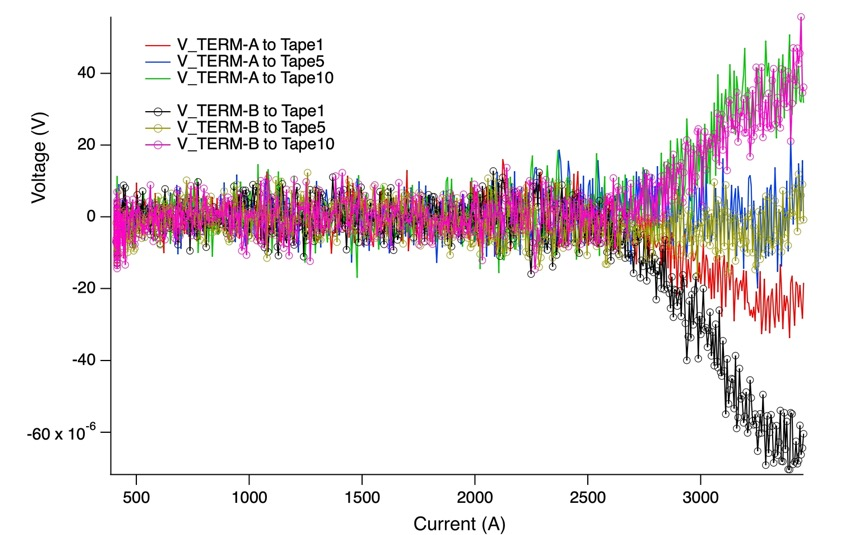 V_TERM-A to Tape1
V_TERM-A to Tape5
V_TERM-A to Tape10
V_TERM-B to Tape1
V_TERM-B to Tape5
V_TERM-B to Tape10
Voltage (V)
40
20
0
-20
-40
-60 x 10⁻⁶
500 1000 1500 2000 2500 3000
Current (A)